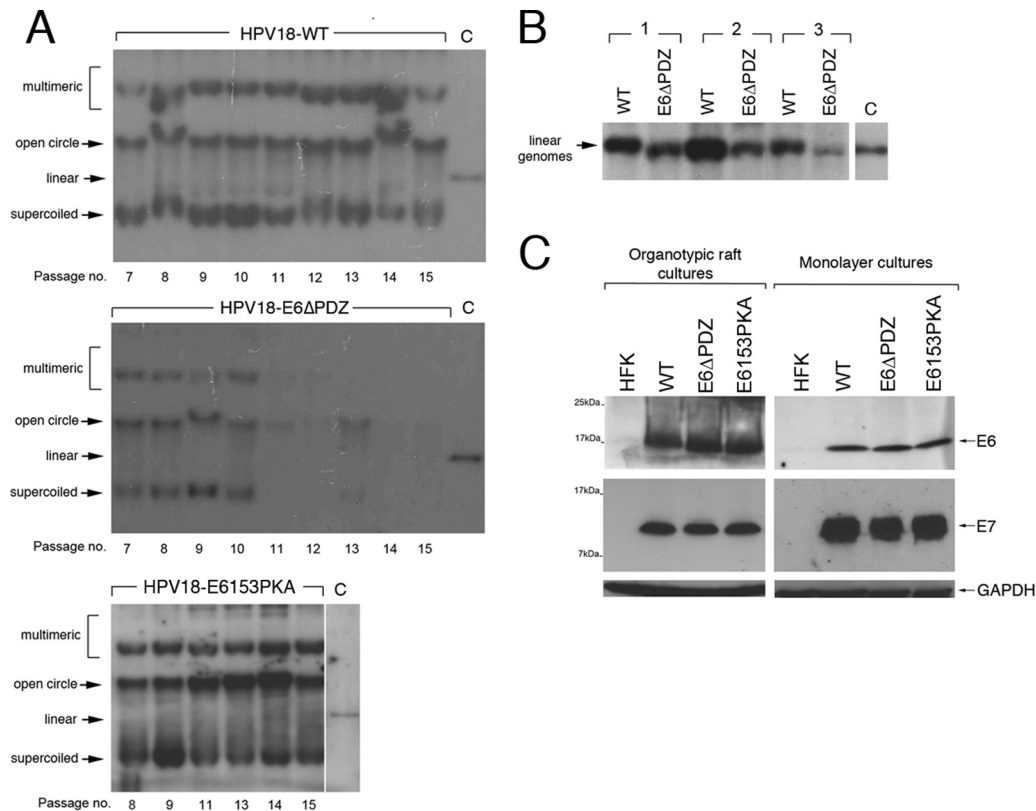 A
HPV18-WT
C
multimeric
open circle
linear
supercoiled
Passage no. 7 8 9 10 11 12 13 14 15
HPV18-E6ΔPDZ
C
multimeric
open circle
linear
supercoiled
Passage no. 7 8 9 10 11 12 13 14 15
HPV18-E6153PKA
C
multimeric
open circle
linear
supercoiled
Passage no. 8 9 11 13 14 15
B
1 2 3
WT E6ΔPDZ WT E6ΔPDZ WT E6ΔPDZ C
linear
genomes
C
Organotypic raft
cultures
Monolayer cultures
HFK WT E6ΔPDZ E6153PKA HFK WT E6ΔPDZ E6153PKA
25kDa
17kDa
E6
17kDa
E7
7kDa
GAPDH